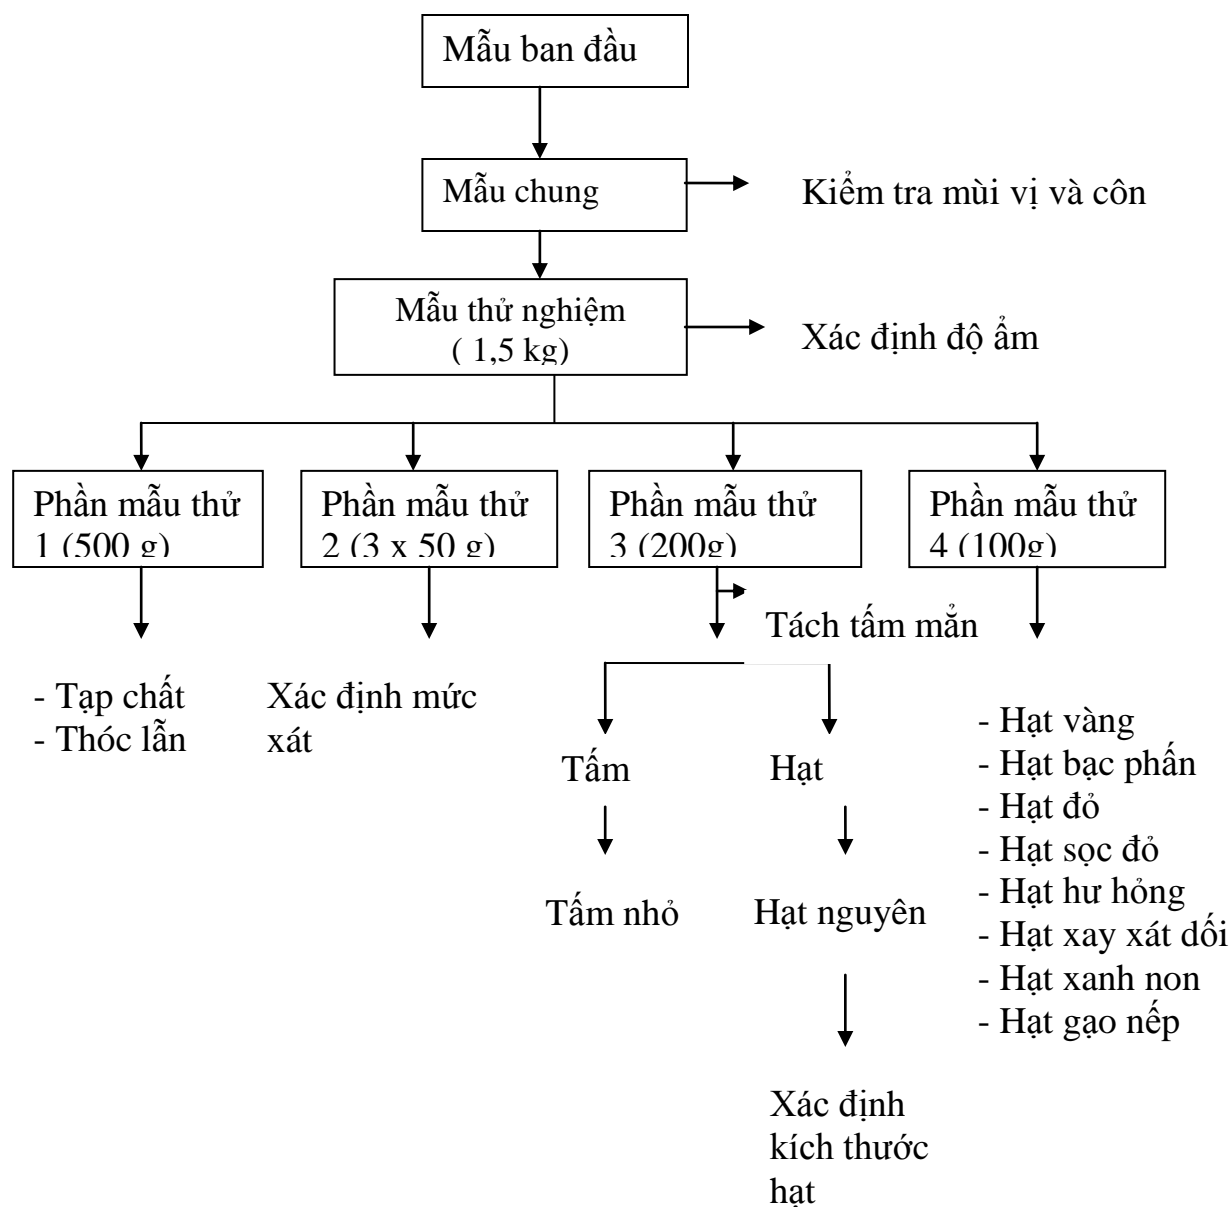 Mẫu ban đầu
Mẫu chung
Kiểm tra mùi vị và côn
Mẫu thử nghiệm
( 1,5 kg)
Xác định độ ẩm
Phần mẫu thử
1 (500 g)
Phần mẫu thử
2 (3 x 50 g)
Phần mẫu thử
3 (200g)
Phần mẫu thử
4 (100g)
Tách tấm mẳn
- Tạp chất
- Thóc lẫn
Xác định mức
xát
Tấm
Hạt
Tấm nhỏ
Hạt nguyên
Xác định
kích thước
hạt
- Hạt vàng
- Hạt bạc phấn
- Hạt đỏ
- Hạt sọc đỏ
- Hạt hư hỏng
- Hạt xay xát dối
- Hạt xanh non
- Hạt gạo nếp